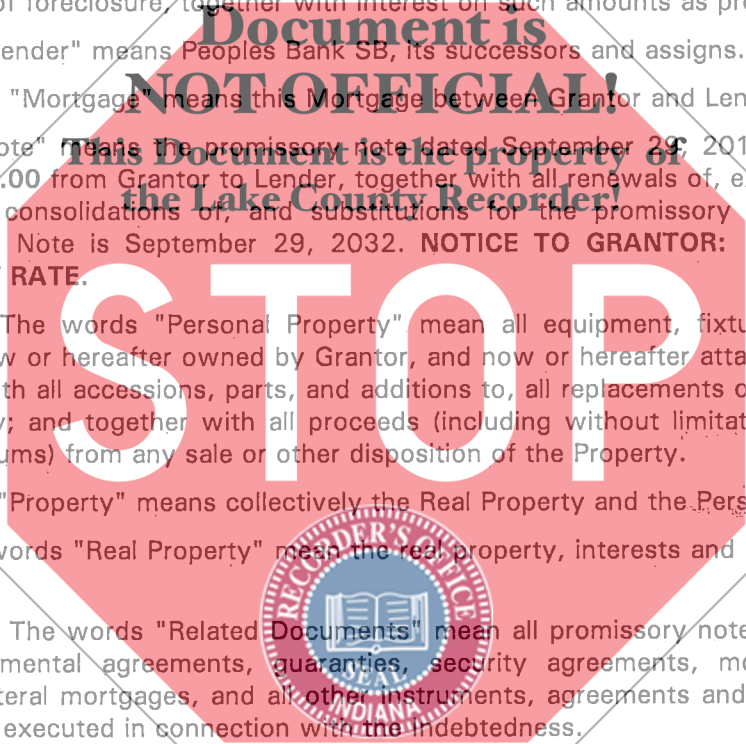 of foreclosure, together with interest on such amounts as pro
Document is
ender" means Peoples Bank SB, its successors and assigns.
NOT OFFICIAL!
"Mortgage" means this Mortgage between Grantor and Len
This Document is the property of
ote" means the promissory note dated September 29, 201
the Lake County Recorder!
.00 from Grantor to Lender, together with all renewals of, e
consolidations of, and substitutions for the promissory
Note is September 29, 2032. NOTICE TO GRANTOR:
RATE.
STOP
The words "Personal Property" mean all equipment, fixtu
w or hereafter owned by Grantor, and now or hereafter atta
th all accessions, parts, and additions to, all replacements o
y; and together with all proceeds (including without limitat
ums) from any sale or other disposition of the Property.
"Property" means collectively the Real Property and the Pers
words "Real Property" mean the real property, interests and
RECORDER'S OFFICE
SEAL
INDIANA
The words "Related Documents" mean all promissory note
mental agreements, guaranties, security agreements, mo
teral mortgages, and all other instruments, agreements and
executed in connection with the Indebtedness.